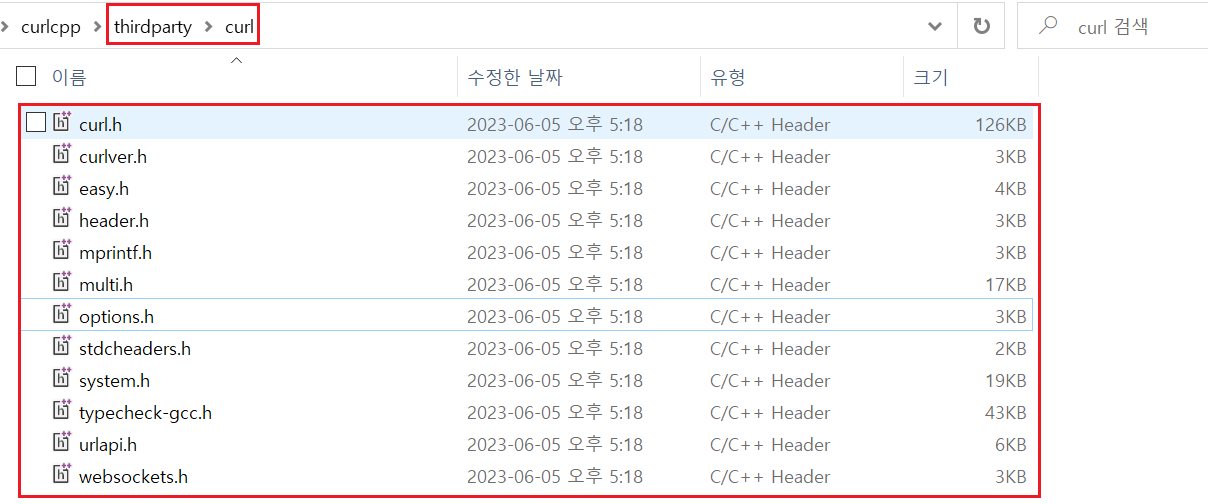 curlcpp > thirdparty > curl
curl 검색
이름 수정한 날짜 유형 크기
curl.h 2023-06-05 오후 5:18 C/C++ Header 126KB
curlver.h 2023-06-05 오후 5:18 C/C++ Header 3KB
easy.h 2023-06-05 오후 5:18 C/C++ Header 4KB
header.h 2023-06-05 오후 5:18 C/C++ Header 3KB
mprintf.h 2023-06-05 오후 5:18 C/C++ Header 3KB
multi.h 2023-06-05 오후 5:18 C/C++ Header 17KB
options.h 2023-06-05 오후 5:18 C/C++ Header 3KB
stdcheaders.h 2023-06-05 오후 5:18 C/C++ Header 2KB
system.h 2023-06-05 오후 5:18 C/C++ Header 19KB
typecheck-gcc.h 2023-06-05 오후 5:18 C/C++ Header 43KB
urlapi.h 2023-06-05 오후 5:18 C/C++ Header 6KB
websockets.h 2023-06-05 오후 5:18 C/C++ Header 3KB